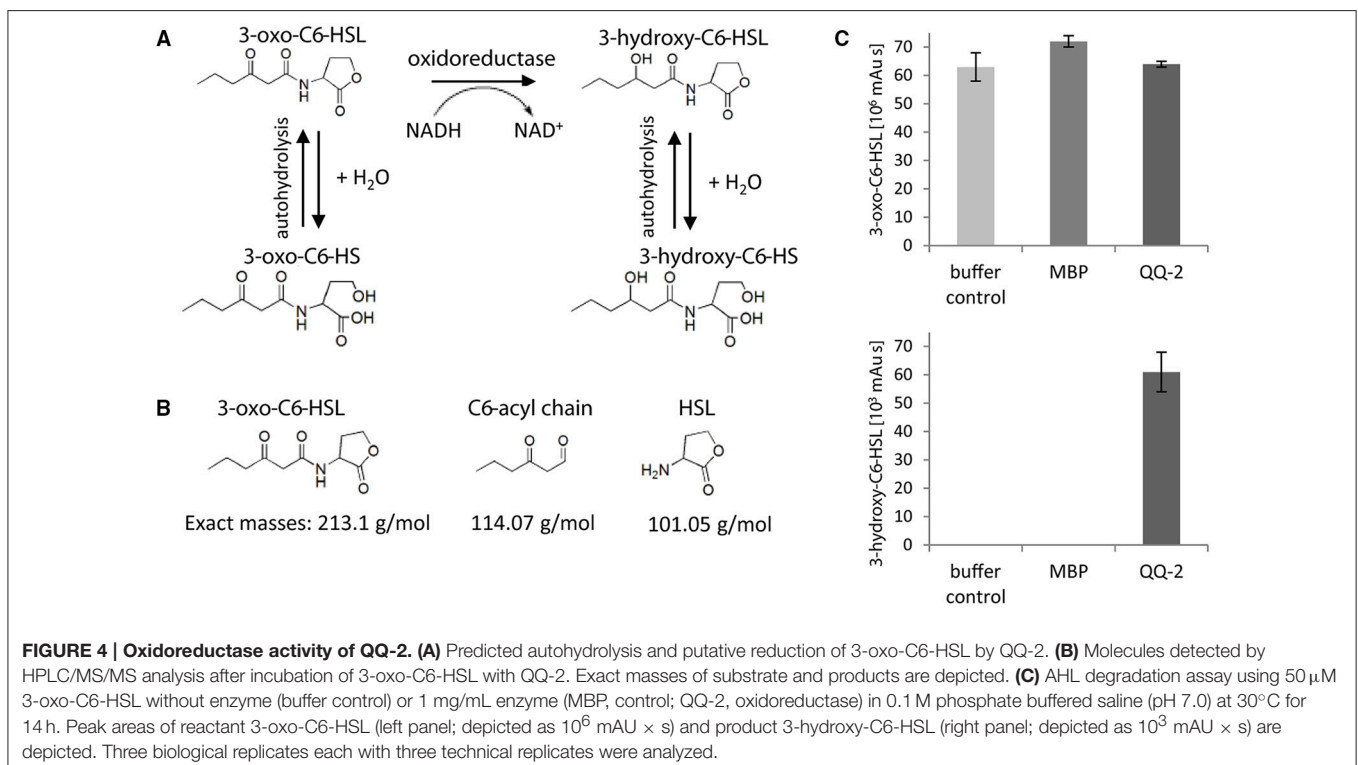 A
3-oxo-C6-HSL
oxidoreductase
3-hydroxy-C6-HSL
O O
N
H
O
O
NADH
NAD+
OH O
N
H
O
O
autohydrolysis
+ H2O
autohydrolysis
+ H2O
3-oxo-C6-HS
3-hydroxy-C6-HS
O O
N
H
OH
OH
O
OH O
N
H
OH
OH
O
B
3-oxo-C6-HSL
C6-acyl chain
HSL
O O
N
H
O
O
O O
H2N
O
O
Exact masses: 213.1 g/mol
114.07 g/mol
101.05 g/mol
C
3-oxo-C6-HSL [10⁶ mAu s]
70
60
50
40
30
20
10
0
buffer control
MBP
QQ-2
3-hydroxy-C6-HSL [10³ mAu s]
70
60
50
40
30
20
10
0
buffer control
MBP
QQ-2
FIGURE 4 | Oxidoreductase activity of QQ-2. (A) Predicted autohydrolysis and putative reduction of 3-oxo-C6-HSL by QQ-2. (B) Molecules detected by
HPLC/MS/MS analysis after incubation of 3-oxo-C6-HSL with QQ-2. Exact masses of substrate and products are depicted. (C) AHL degradation assay using 50 μM
3-oxo-C6-HSL without enzyme (buffer control) or 1 mg/mL enzyme (MBP, control; QQ-2, oxidoreductase) in 0.1 M phosphate buffered saline (pH 7.0) at 30°C for
14 h. Peak areas of reactant 3-oxo-C6-HSL (left panel; depicted as 10⁶ mAU × s) and product 3-hydroxy-C6-HSL (right panel; depicted as 10³ mAU × s) are
depicted. Three biological replicates each with three technical replicates were analyzed.